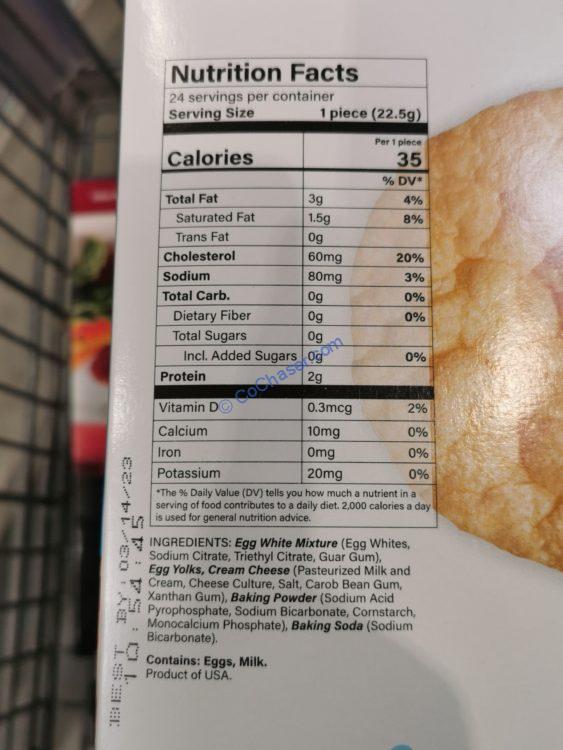 Nutrition Facts
24 servings per container
Serving Size 1 piece (22.5g)
Per 1 piece
Calories 35
% DV*
Total Fat 3g 4%
Saturated Fat 1.5g 8%
Trans Fat 0g
Cholesterol 60mg 20%
Sodium 80mg 3%
Total Carb. 0g 0%
Dietary Fiber 0g 0%
Total Sugars 0g
Incl. Added Sugars 0g 0%
Protein 2g
Vitamin D 0.3mcg 2%
Calcium 10mg 0%
Iron 0mg 0%
Potassium 20mg 0%
*The % Daily Value (DV) tells you how much a nutrient in a
serving of food contributes to a daily diet. 2,000 calories a day
is used for general nutrition advice.
INGREDIENTS: Egg White Mixture (Egg Whites,
Sodium Citrate, Triethyl Citrate, Guar Gum),
Egg Yolks, Cream Cheese (Pasteurized Milk and
Cream, Cheese Culture, Salt, Carob Bean Gum,
Xanthan Gum), Baking Powder (Sodium Acid
Pyrophosphate, Sodium Bicarbonate, Cornstarch,
Monocalcium Phosphate), Baking Soda (Sodium
Bicarbonate).
Contains: Eggs, Milk.
Product of USA.
BEST BY:03/14/23
10:54:45
© CoChaser.com